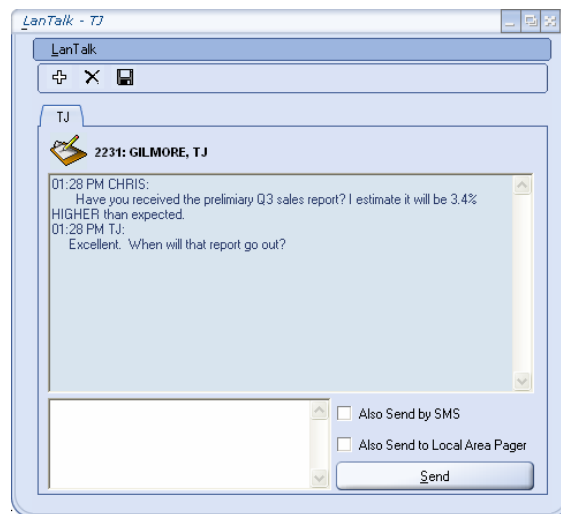 LanTalk - TJ
LanTalk
TJ
2231: GILMORE, TJ
01:28 PM CHRIS:
Have you received the prelimiary Q3 sales report? I estimate it will be 3.4%
HIGHER than expected.
01:28 PM TJ:
Excellent. When will that report go out?
Also Send by SMS
Also Send to Local Area Pager
Send